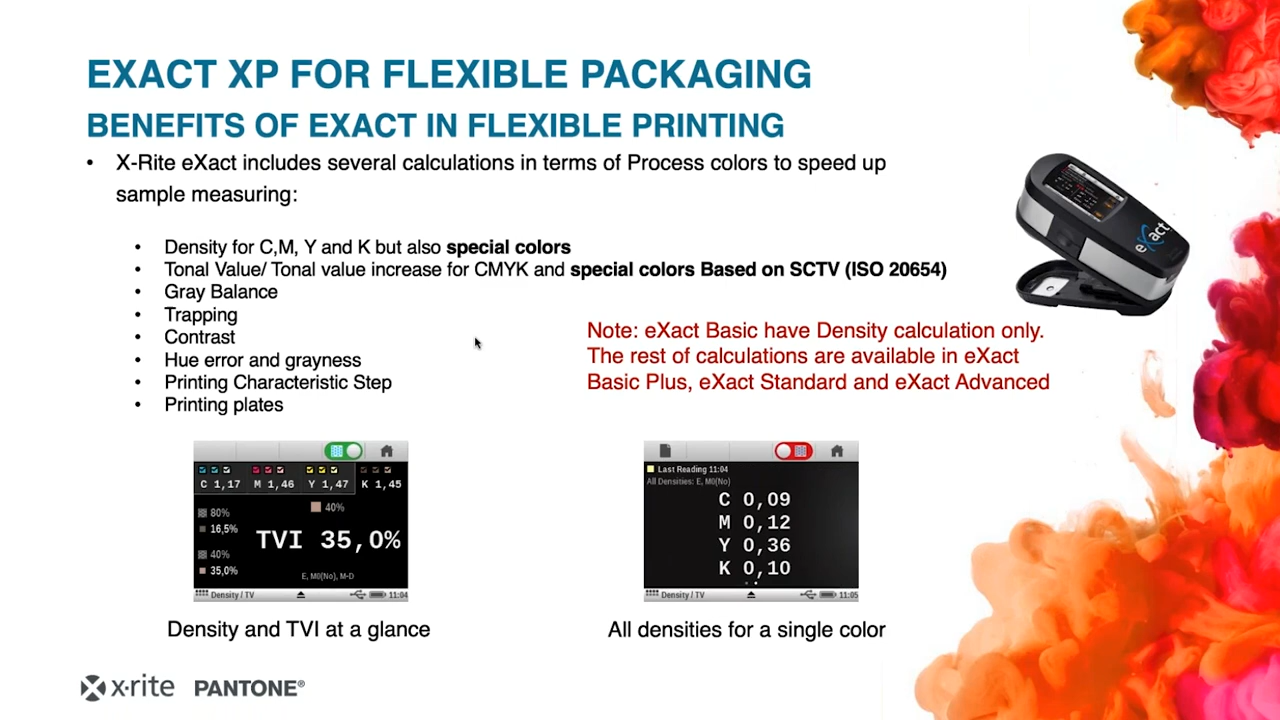 EXACT XP FOR FLEXIBLE PACKAGING
BENEFITS OF EXACT IN FLEXIBLE PRINTING
• X-Rite eXact includes several calculations in terms of Process colors to speed up
sample measuring:
• Density for C,M, Y and K but also special colors
• Tonal Value/ Tonal value increase for CMYK and special colors Based on SCTV (ISO 20654)
• Gray Balance
• Trapping
• Contrast
• Hue error and grayness
• Printing Characteristic Step
• Printing plates
Note: eXact Basic have Density calculation only.
The rest of calculations are available in eXact
Basic Plus, eXact Standard and eXact Advanced
eXact
C 1,17 M 1,46 Y 1,47 K 1,45
80%
16,5%
40%
35,0%
40%
TVI 35,0%
E, M0(No), M-D
Density / TV 11:04
Last Reading 11:04
All Densities: E, M0(No)
C 0,09
M 0,12
Y 0,36
K 0,10
Density / TV 11:05
Density and TVI at a glance
All densities for a single color
x·rite PANTONE®